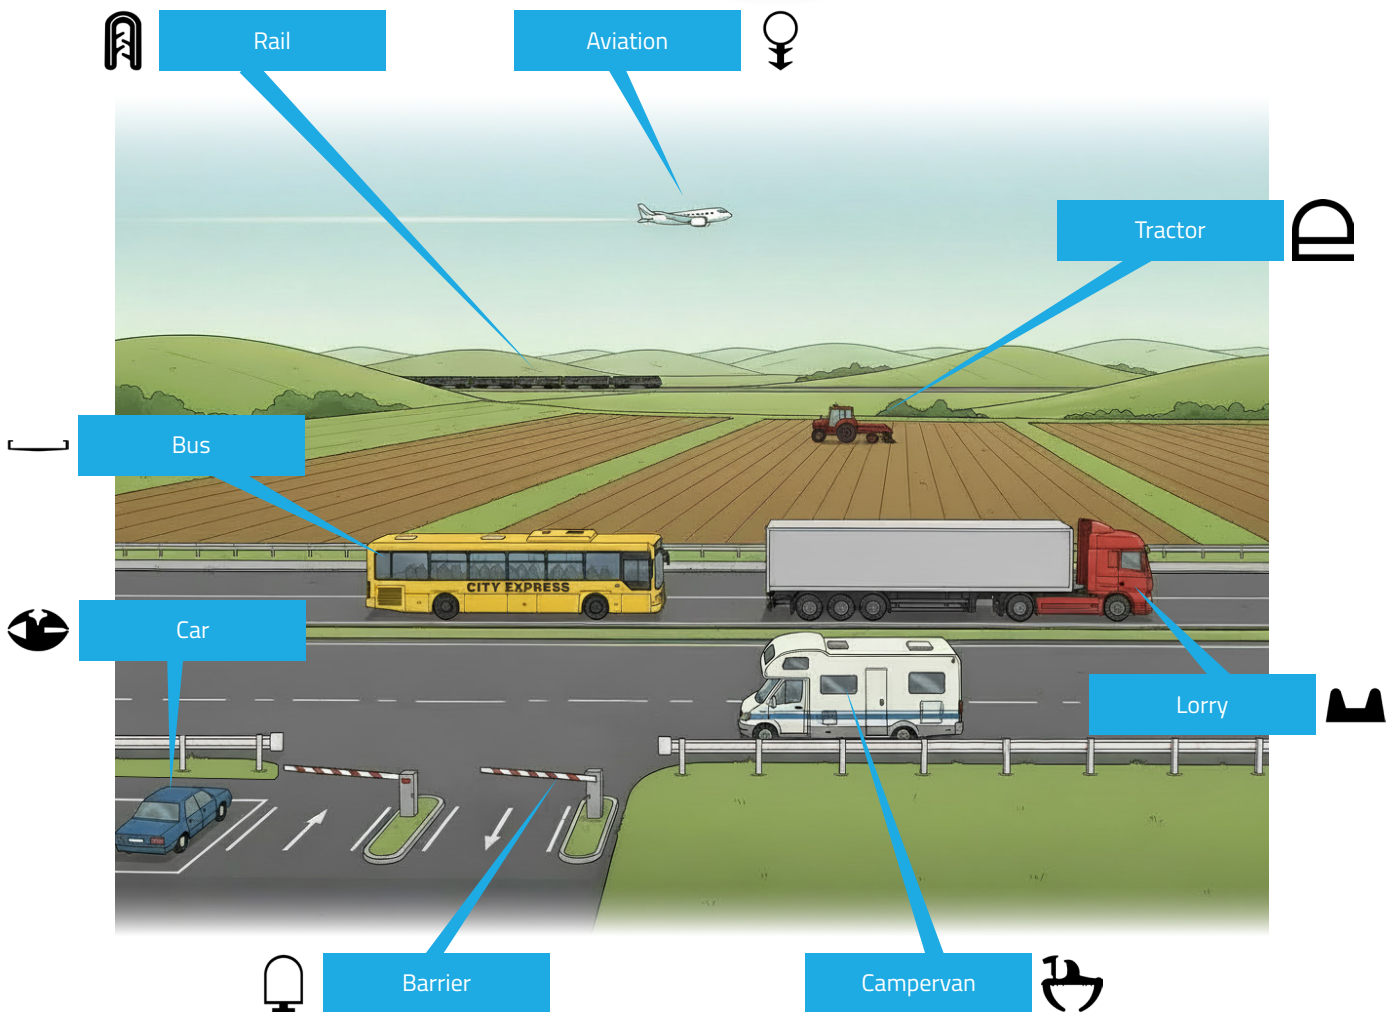 Rail
Aviation
Tractor
Bus
CITY EXPRESS
Car
Lorry
Barrier
Campervan